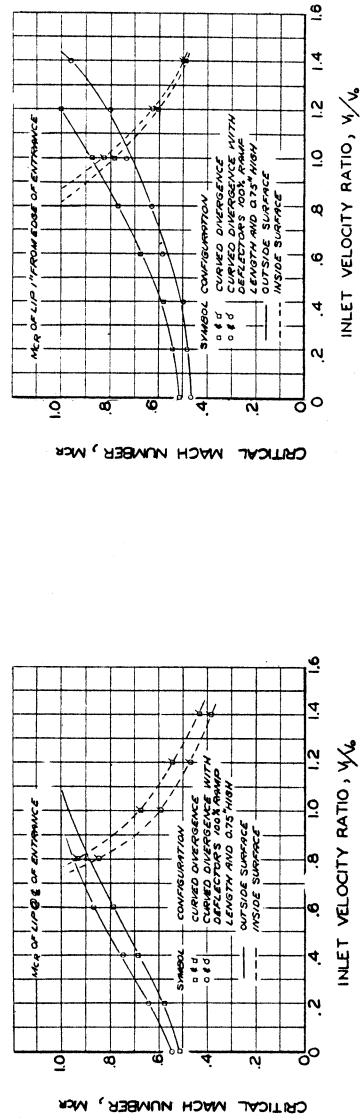 MCR OF LIP @ ℄ OF ENTRANCE
CRITICAL MACH NUMBER, MCR
1.0
.8
.6
.4
.2
0
SYMBOL CONFIGURATION
CURVED DIVERGENCE
CURVED DIVERGENCE WITH
DEFLECTOR'S 100% RAMP
LENGTH AND 0.75" HIGH
OUTSIDE SURFACE
INSIDE SURFACE
0 .2 .4 .6 .8 1.0 1.2 1.4 1.6
INLET VELOCITY RATIO, V₁/V₀
MCR OF LIP 1" FROM EDGE OF ENTRANCE
CRITICAL MACH NUMBER, MCR
1.0
.8
.6
.4
.2
0
SYMBOL CONFIGURATION
CURVED DIVERGENCE
CURVED DIVERGENCE WITH
DEFLECTOR'S 100% RAMP
LENGTH AND 0.75" HIGH
OUTSIDE SURFACE
INSIDE SURFACE
0 .2 .4 .6 .8 1.0 1.2 1.4 1.6
INLET VELOCITY RATIO, V₁/V₀